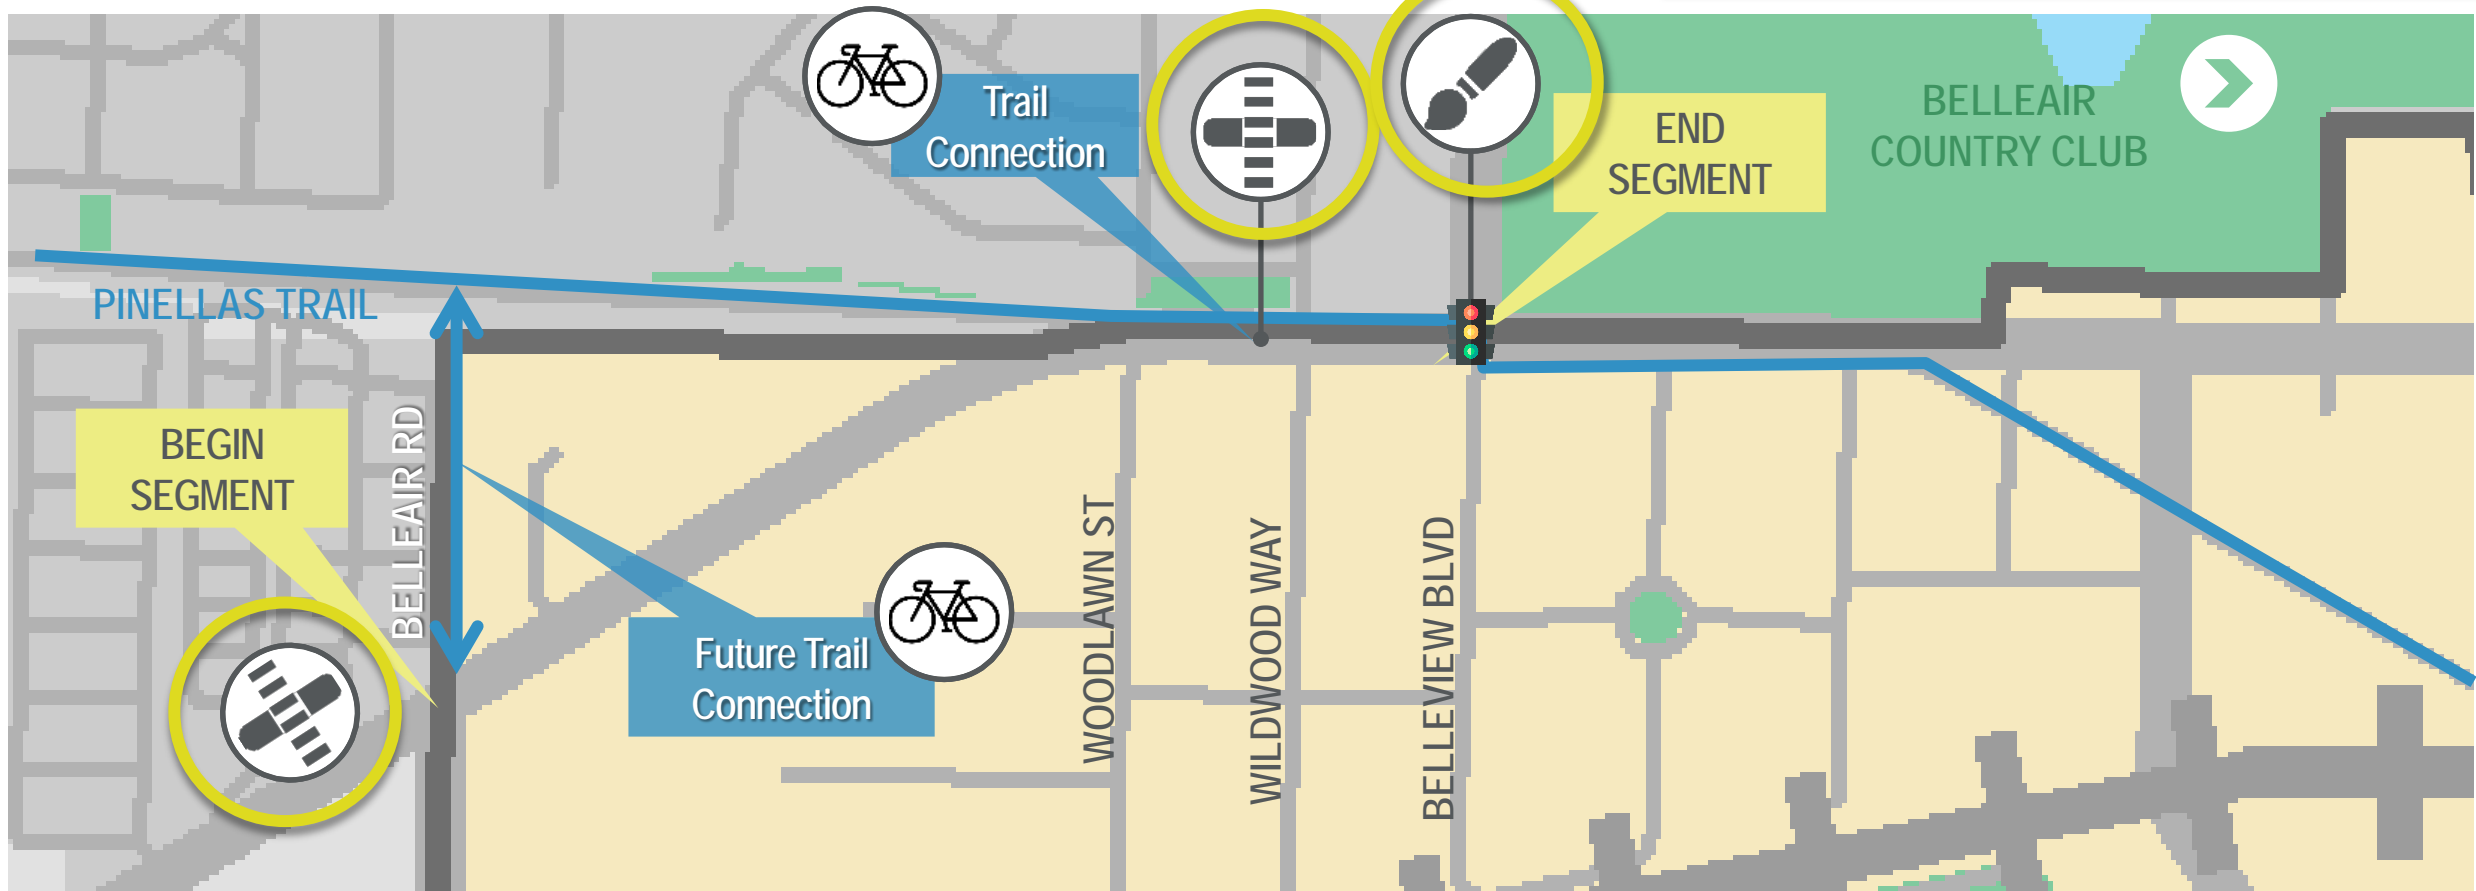 Trail
Connection
END
SEGMENT
BELLEAIR
COUNTRY CLUB
PINELLAS TRAIL
BEGIN
SEGMENT
BELLEAIR RD
Future Trail
Connection
WOODLAWN ST
WILDWOOD WAY
BELLEVIEW BLVD